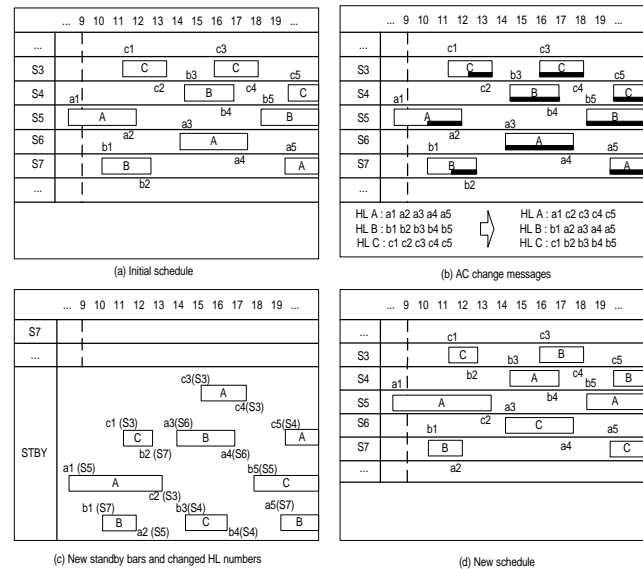 ... 9 10 11 12 13 14 15 16 17 18 19 ...
...
c1 c3
S3 C C
c2 b3 c4 c5
S4 B C
a1 b4 b5
S5 A B
a2 a3
S6 A
b1 a4 a5
S7 B A
... b2
(a) Initial schedule
... 9 10 11 12 13 14 15 16 17 18 19 ...
...
c1 c3
S3 C C
c2 b3 c4 c5
S4 B C
a1 b4 b5
S5 A B
a2 a3
S6 A
b1 a4 a5
S7 B A
... b2
HL A : a1 a2 a3 a4 a5 HL A : a1 c2 c3 c4 c5
HL B : b1 b2 b3 b4 b5 HL B : b1 a2 a3 a4 a5
HL C : c1 c2 c3 c4 c5 HL C : c1 b2 b3 b4 b5
(b) AC change messages
... 9 10 11 12 13 14 15 16 17 18 19 ...
S7
...
STBY
c3(S3)
A
c4(S3)
c1 (S3) a3(S6) c5(S4)
C B A
b2 (S7) a4(S6)
a1 (S5) b5(S5)
A C
c2 (S3)
b1 (S7) b3(S4) a5(S7)
B C B
a2 (S5) b4(S4)
(c) New standby bars and changed HL numbers
... 9 10 11 12 13 14 15 16 17 18 19 ...
...
c1 c3
S3 C B
b2 b3 c4 c5
S4 A B
a1 b4 b5
S5 A A
c2 a3
S6 C
b1 a4 a5
S7 B C
... a2
(d) New schedule